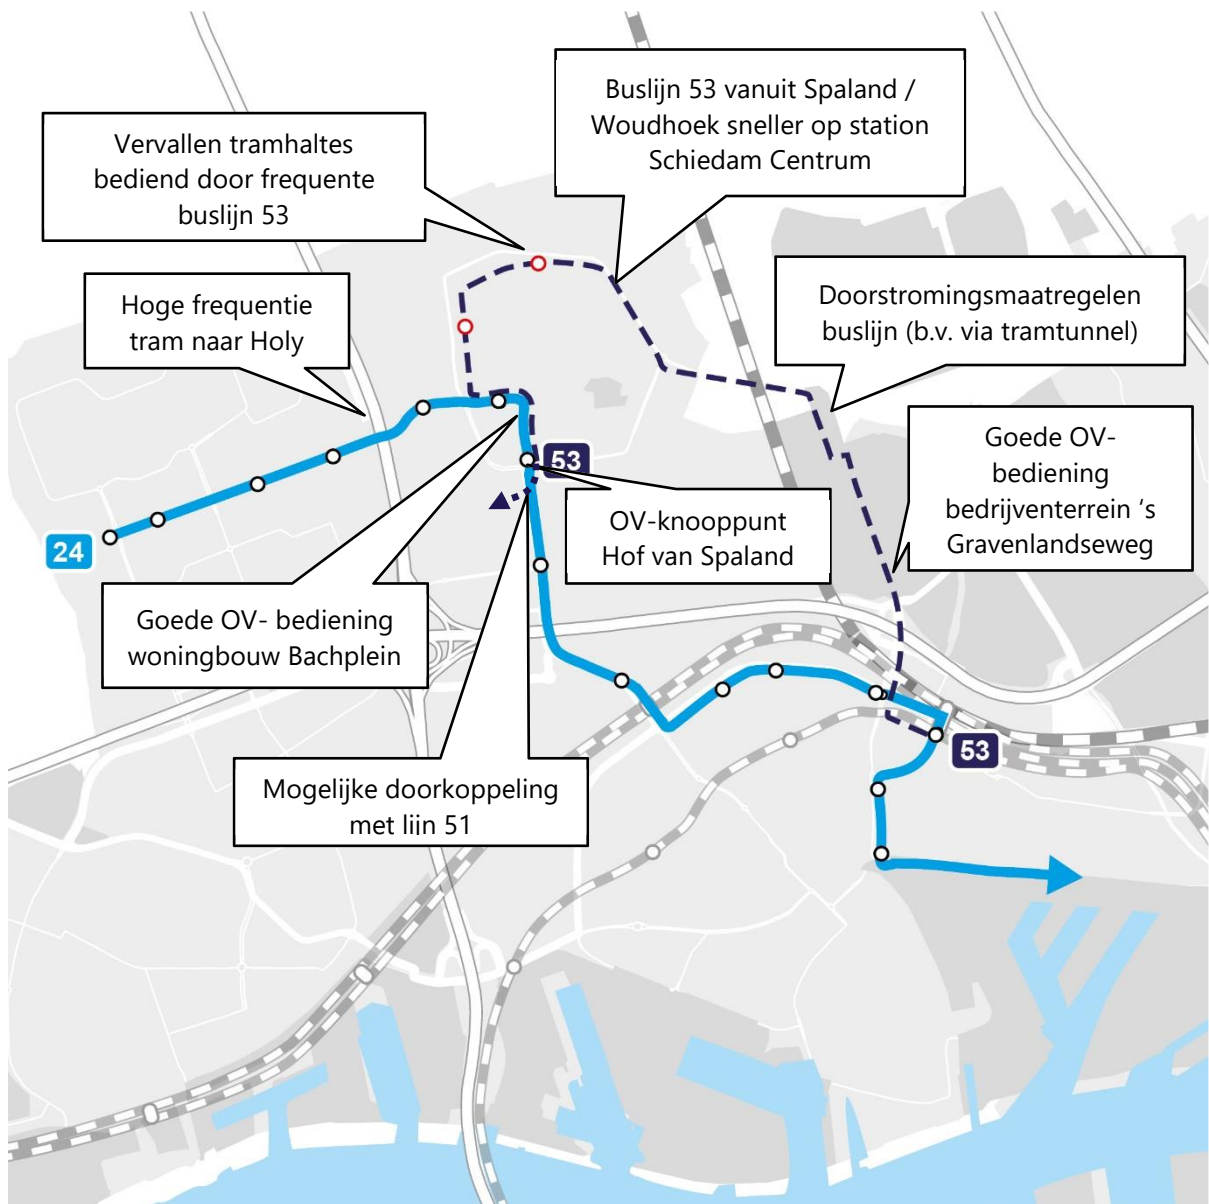 Buslijn 53 vanuit Spaland /
Woudhoek sneller op station
Schiedam Centrum
Vervallen tramhaltes
bediend door frequente
buslijn 53
Hoge frequentie
tram naar Holy
Doorstromingsmaatregelen
buslijn (b.v. via tramtunnel)
Goede OV-
bediening
bedrijventerrein ‘s
Gravenlandseweg
53
OV-knooppunt
Hof van Spaland
24
Goede OV- bediening
woningbouw Bachplein
53
Mogelijke doorkoppeling
met lijn 51